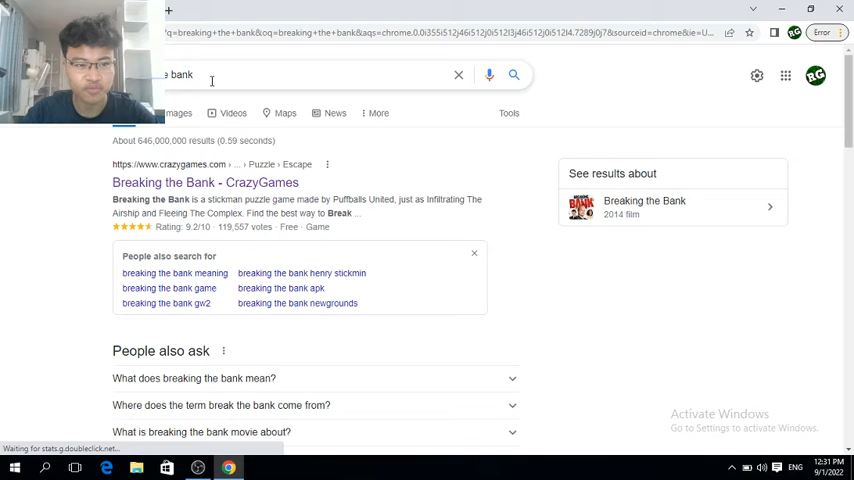 ?q=breaking+the+bank&oq=breaking+the+bank&aqs=chrome.0.0i355i512j46i512j0i512l3j46i512j0i512l4.7289j0j7&sourceid=chrome&ie=U...
Error
e bank
mages
Videos
Maps
News
More
Tools
RG
About 646,000,000 results (0.59 seconds)
https://www.crazygames.com › ... › Puzzle › Escape
Breaking the Bank - CrazyGames
Breaking the Bank is a stickman puzzle game made by Puffballs United, just as Infiltrating The
Airship and Fleeing The Complex. Find the best way to Break ...
Rating: 9.2/10 · 119,557 votes · Free · Game
See results about
Breaking the Bank
2014 film
People also search for
breaking the bank meaning
breaking the bank henry stickmin
breaking the bank game
breaking the bank apk
breaking the bank gw2
breaking the bank newgrounds
People also ask
What does breaking the bank mean?
Where does the term break the bank come from?
What is breaking the bank movie about?
Activate Windows
Go to Settings to activate Windows.
Waiting for stats.g.doubleclick.net...
ENG
12:31 PM
9/1/2022